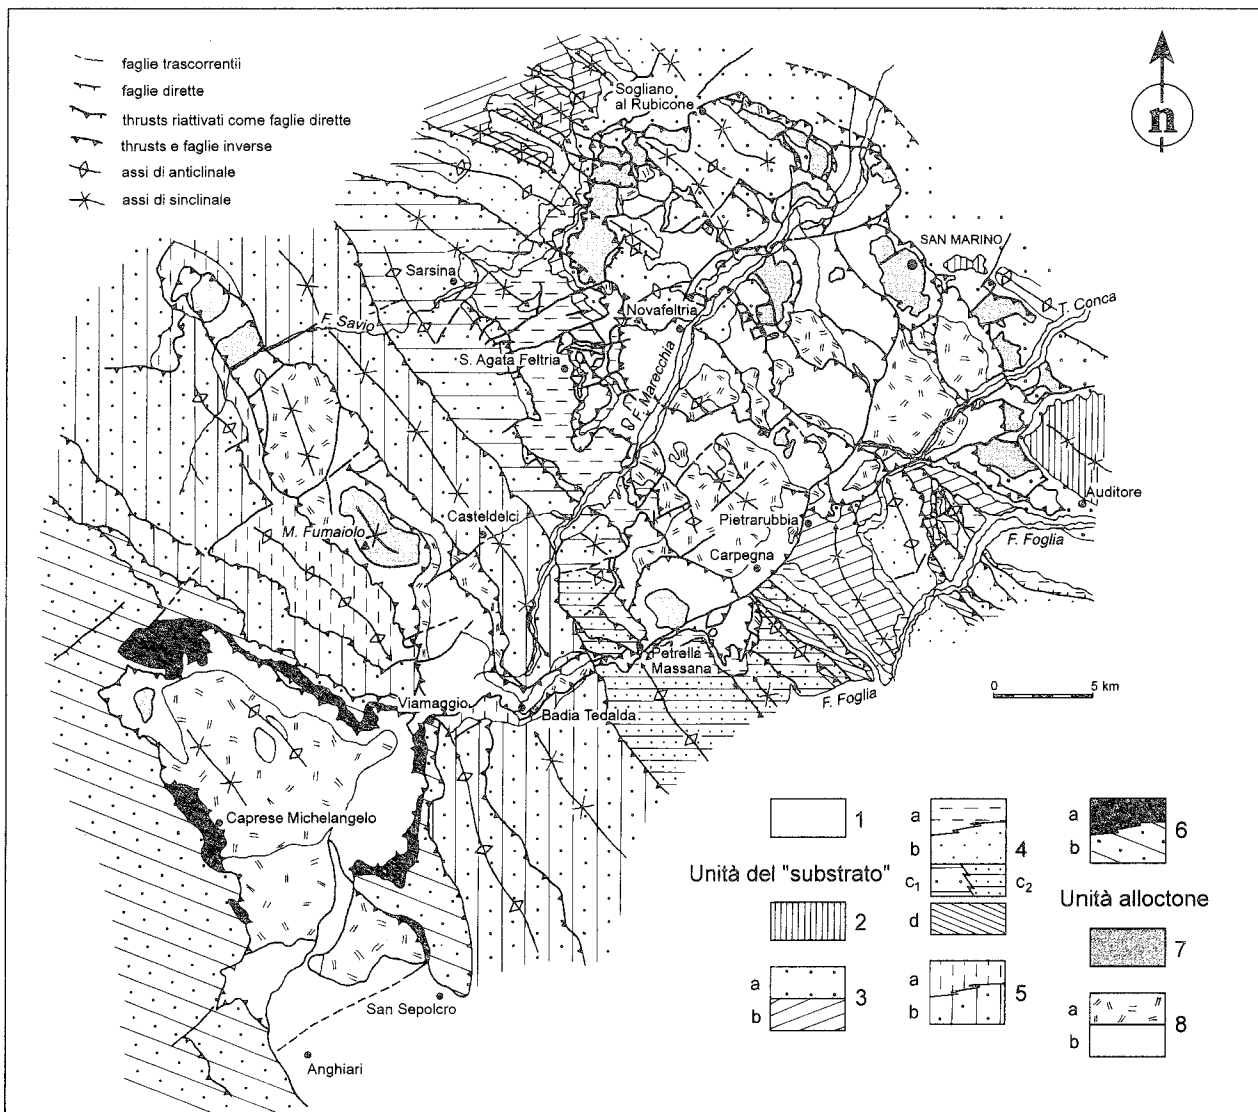 faglie trascorrentii
faglie dirette
thrusts riattivati come faglie dirette
thrusts e faglie inverse
assi di anticlinale
assi di sinclinale
n
Sogliano
al Rubicone
SAN MARINO
Sarsina
T. Conca
F. Savio
Novafeltria
S. Agata Feltria
F. Marecchia
Auditore
Casteldelci
Pietrarubbia
M. Fumaiolo
F. Foglia
Carpegna
Petrella
Massana
F. Foglia
0 5 km
Viamaggio
Badia Tedalda
Caprese Michelangelo
San Sepolcro
Anghiari
1
Unità del "substrato"
2
a
b
3
a
b
c1
c2
d
4
a
b
5
a
b
6
Unità alloctone
7
a
b
8